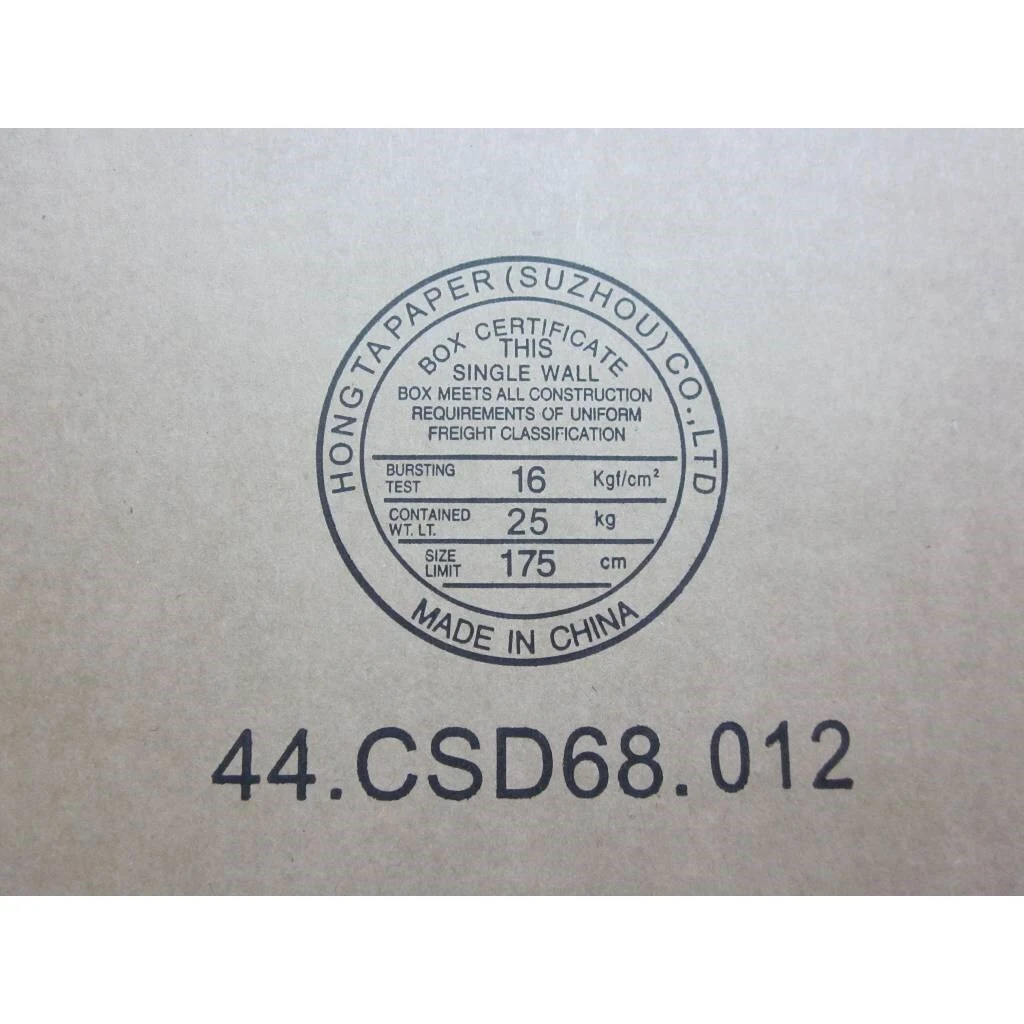 HONG TA PAPER (SUZHOU) CO.,LTD
BOX CERTIFICATE
THIS
SINGLE WALL
BOX MEETS ALL CONSTRUCTION
REQUIREMENTS OF UNIFORM
FREIGHT CLASSIFICATION
BURSTING TEST 16 Kgf/cm²
CONTAINED WT. LT. 25 kg
SIZE LIMIT 175 cm
MADE IN CHINA
44.CSD68.012